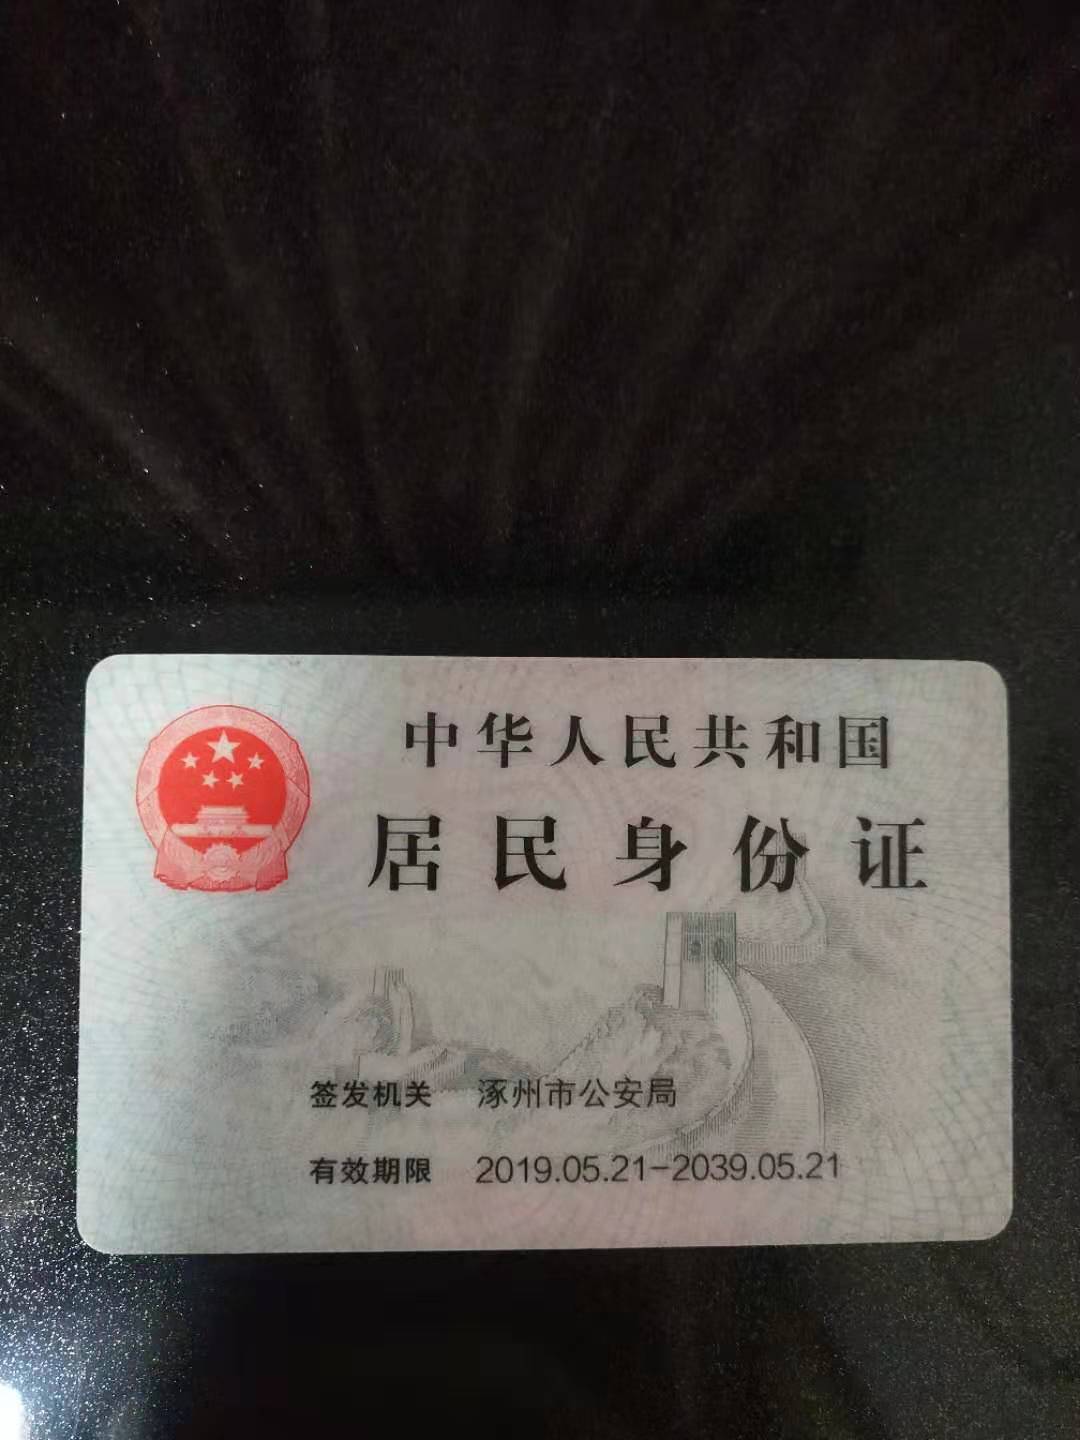 中华人民共和国
居民身份证
签发机关 涿州市公安局
有效期限 2019.05.21-2039.05.21